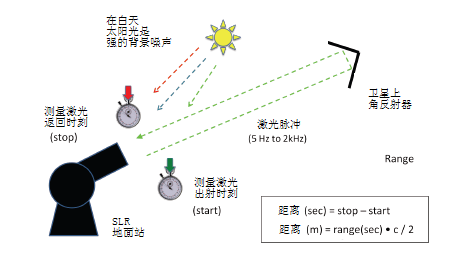 在白天
太阳光是
强的背景噪声
测量激光
返回时刻
(stop)
卫星上
角反射器
激光脉冲
(5 Hz to 2kHz)
Range
测量激光
出射时刻
(start)
SLR
地面站
距离 (sec) = stop – start
距离 (m) = range(sec) • c / 2